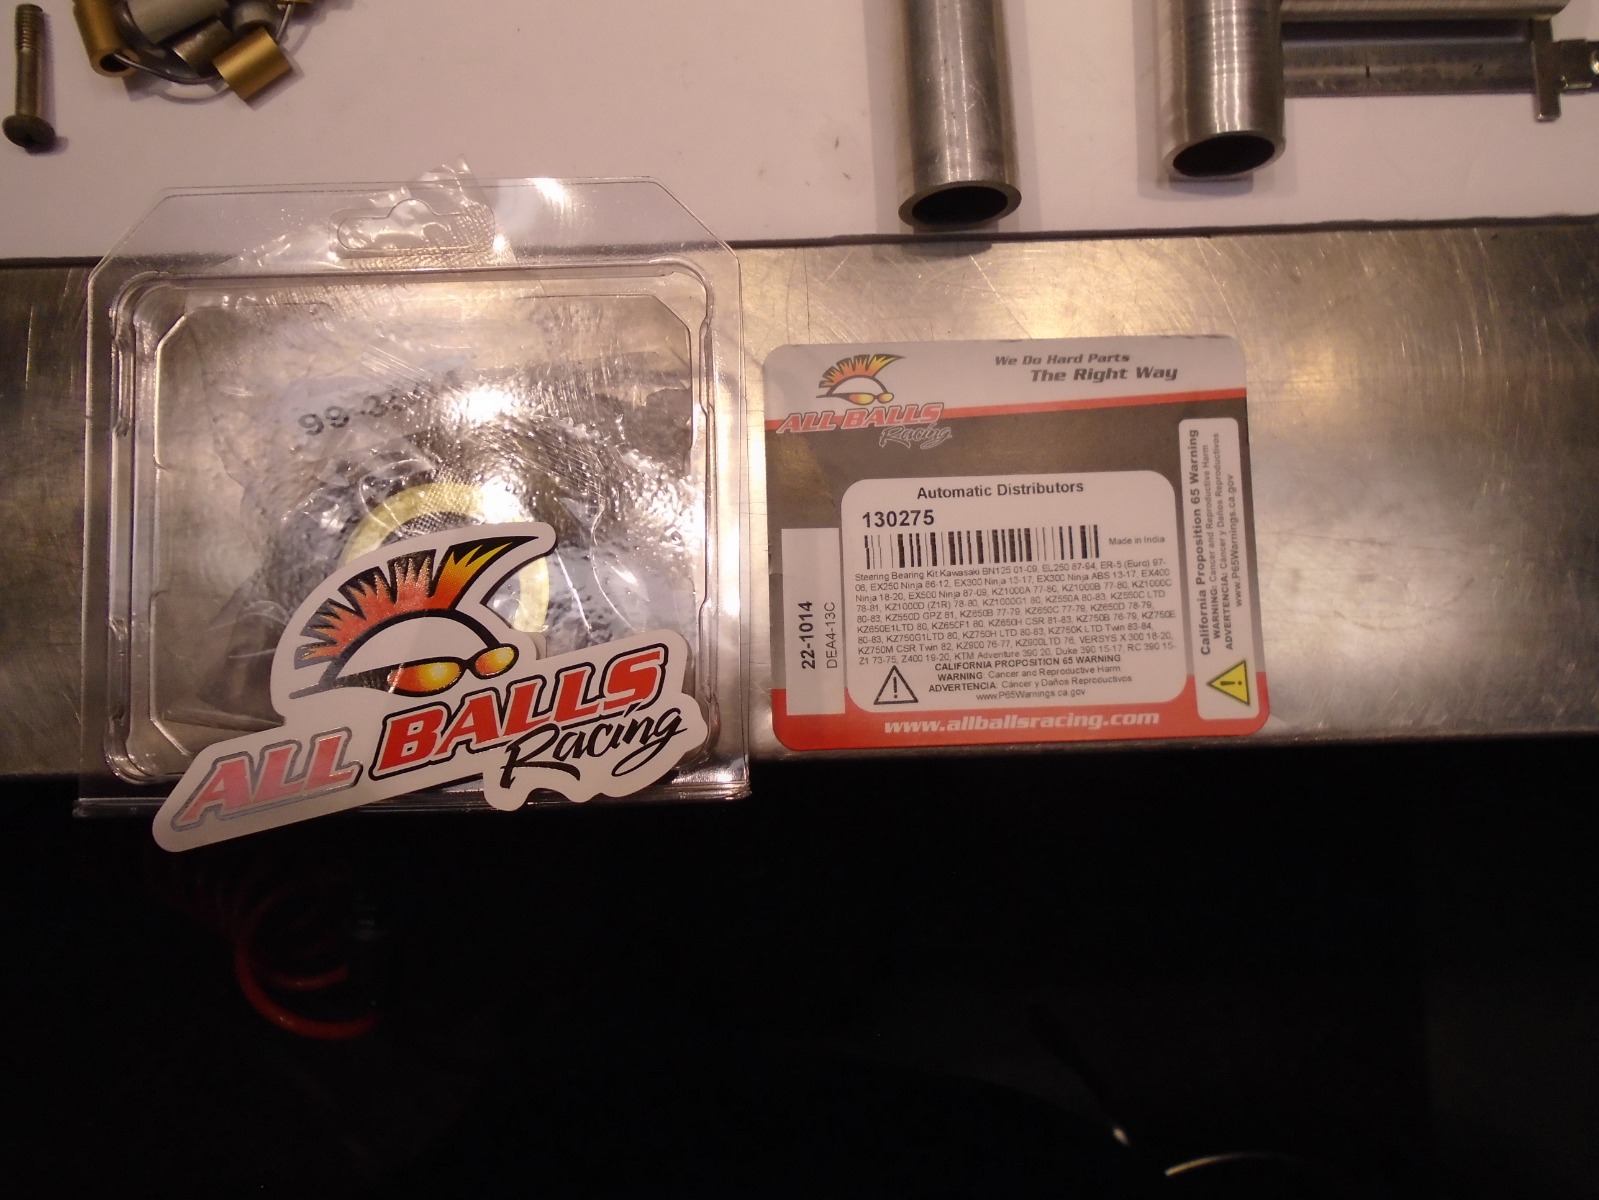 99-3
ALL BALLS
Racing
We Do Hard Parts
The Right Way
ALL BALLS
Racing
Automatic Distributors
130275
Made in India
Steering Bearing Kit Kawasaki BN125 01-09, EL250 87-94, ER-5 (Euro) 97-
06, EX250 Ninja 86-12, EX300 Ninja 13-17, EX300 Ninja ABS 13-17, EX400
Ninja 18-20, EX500 Ninja 87-09, KZ1000A 77-80, KZ1000B 77-80, KZ1000C
78-81, KZ1000D (Z1R) 78-80, KZ1000G1 80, KZ550A 80-83, KZ550C LTD
80-83, KZ550D GPZ 81, KZ650B 77-79, KZ650C 77-79, KZ650D 78-79,
KZ650E1LTD 80, KZ650F1 80, KZ650H CSR 81-83, KZ750B 76-79, KZ750E
80-83, KZ750G1LTD 80, KZ750H LTD 80-83, KZ750K LTD Twin 83-84,
KZ750M CSR Twin 82, KZ900 76-77, KZ900LTD 76, VERSYS X 300 18-20,
Z1 73-75, Z400 19-20, KTM Adventure 390 20, Duke 390 15-17, RC 390 15-
CALIFORNIA PROPOSITION 65 WARNING
WARNING: Cancer and Reproductive Harm
ADVERTENCIA: Cáncer y Daños Reproductivos
www.P65Warnings.ca.gov
22-1014
DEA4-13C
California Proposition 65 Warning
WARNING: Cancer and Reproductive Harm
ADVERTENCIA: Cáncer y Daños Reproductivos
www.P65Warnings.ca.gov
www.allballsracing.com